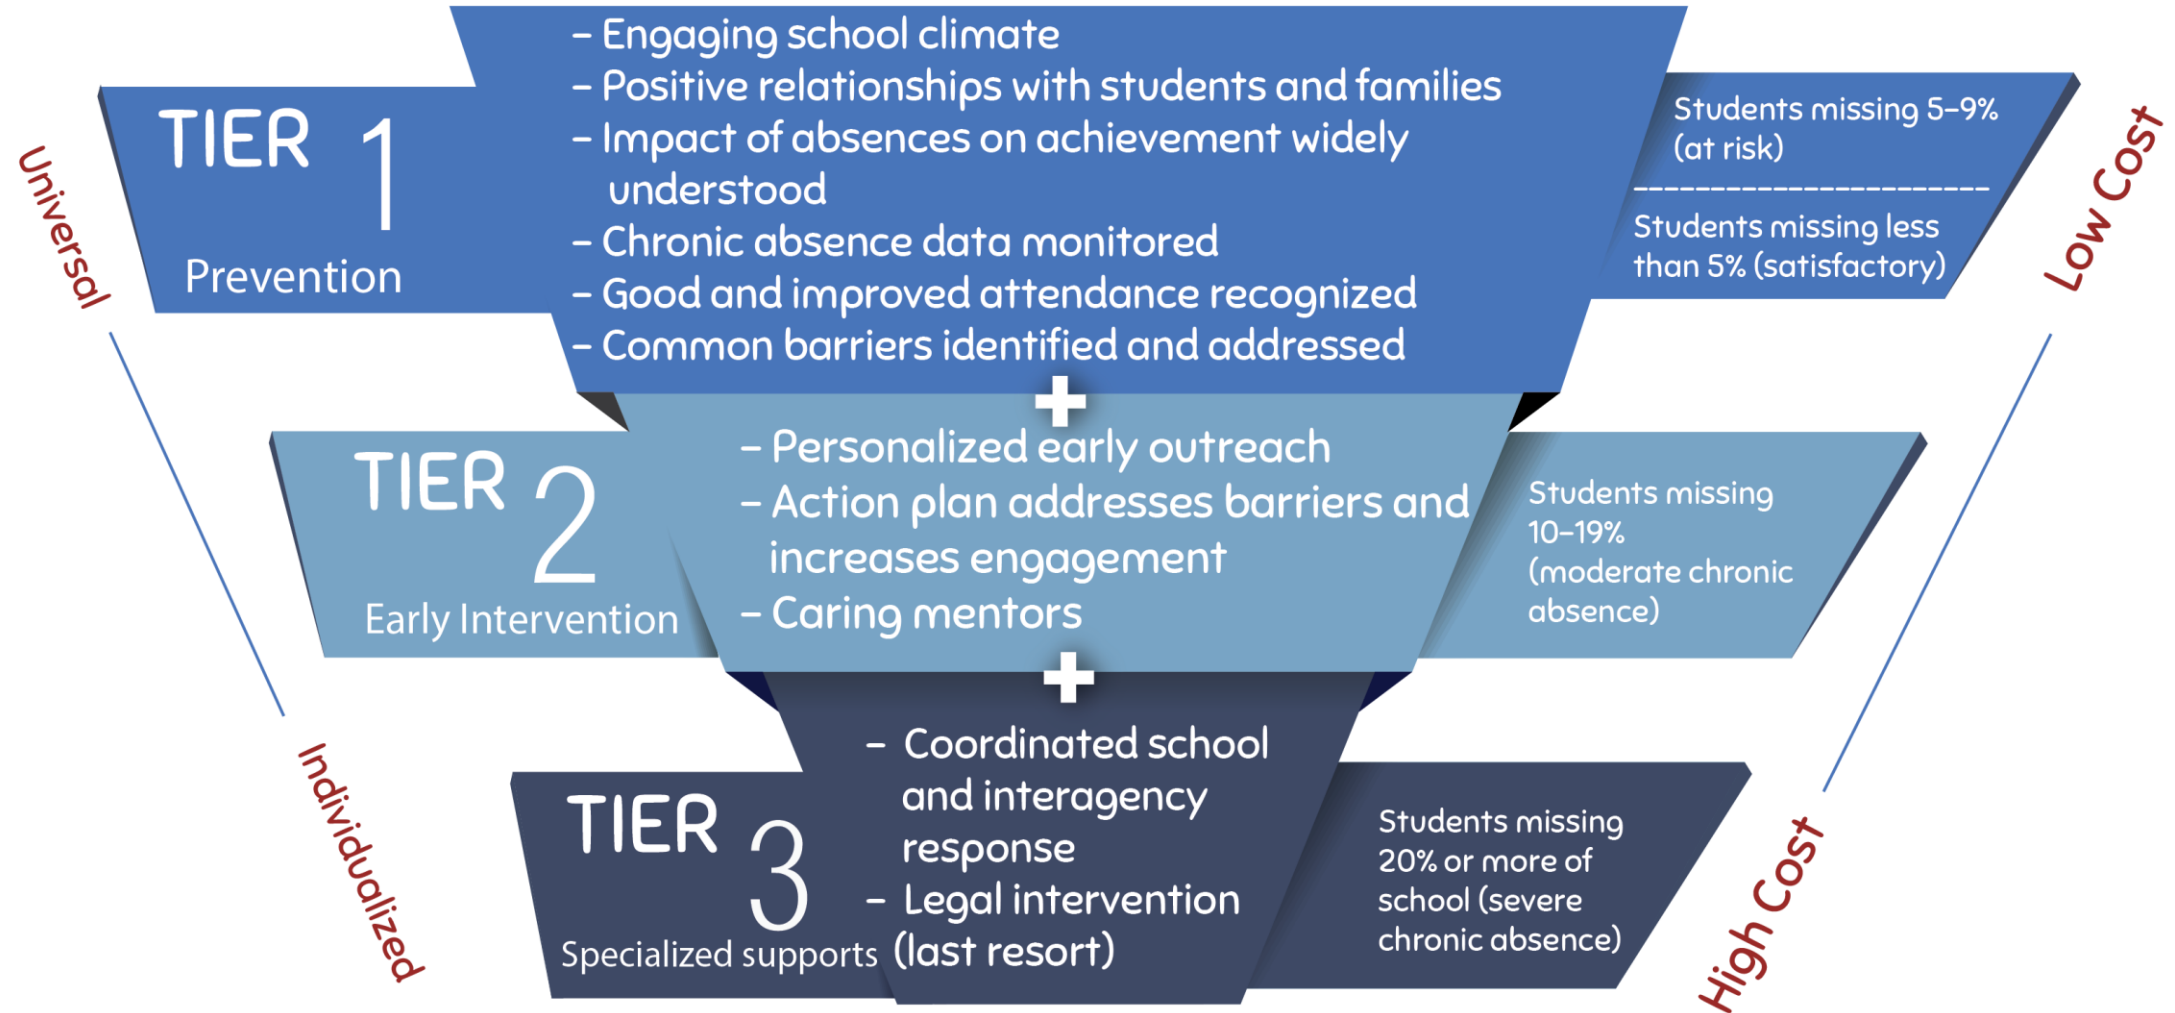 Universal
TIER 1
Prevention
- Engaging school climate
- Positive relationships with students and families
- Impact of absences on achievement widely
understood
- Chronic absence data monitored
- Good and improved attendance recognized
- Common barriers identified and addressed
Students missing 5-9%
(at risk)
Students missing less
than 5% (satisfactory)
Low Cost
TIER 2
Early Intervention
- Personalized early outreach
- Action plan addresses barriers and
increases engagement
- Caring mentors
Students missing
10-19%
(moderate chronic
absence)
Individualized
TIER 3
Specialized supports
- Coordinated school
and interagency
response
- Legal intervention
(last resort)
Students missing
20% or more of
school (severe
chronic absence)
High Cost